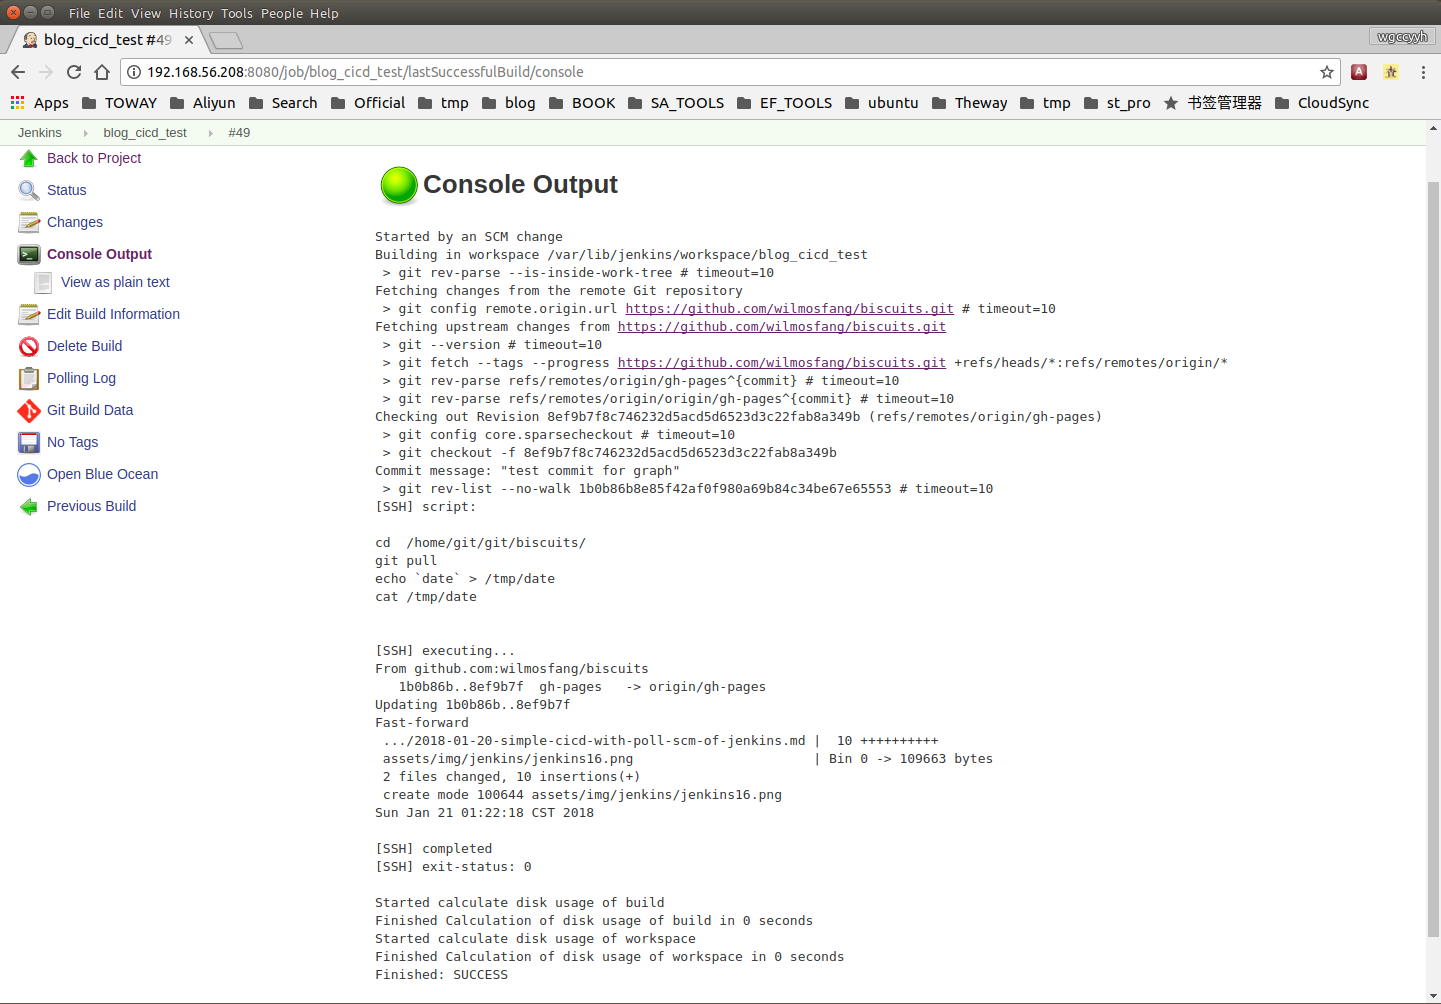 File Edit View History Tools People Help
blog_cicd_test #49
wgccyyh
192.168.56.208:8080/job/blog_cicd_test/lastSuccessfulBuild/console
Apps TOWAY Aliyun Search Official tmp blog BOOK SA_TOOLS EF_TOOLS ubuntu Theway tmp st_pro 书签管理器 CloudSync
Jenkins blog_cicd_test #49
Back to Project
Status
Changes
Console Output
View as plain text
Edit Build Information
Delete Build
Polling Log
Git Build Data
No Tags
Open Blue Ocean
Previous Build
Console Output
Started by an SCM change
Building in workspace /var/lib/jenkins/workspace/blog_cicd_test
 > git rev-parse --is-inside-work-tree # timeout=10
Fetching changes from the remote Git repository
 > git config remote.origin.url https://github.com/wilmosfang/biscuits.git # timeout=10
Fetching upstream changes from https://github.com/wilmosfang/biscuits.git
 > git --version # timeout=10
 > git fetch --tags --progress https://github.com/wilmosfang/biscuits.git +refs/heads/*:refs/remotes/origin/*
 > git rev-parse refs/remotes/origin/gh-pages^{commit} # timeout=10
 > git rev-parse refs/remotes/origin/origin/gh-pages^{commit} # timeout=10
Checking out Revision 8ef9b7f8c746232d5acd5d6523d3c22fab8a349b (refs/remotes/origin/gh-pages)
 > git config core.sparsecheckout # timeout=10
 > git checkout -f 8ef9b7f8c746232d5acd5d6523d3c22fab8a349b
Commit message: "test commit for graph"
 > git rev-list --no-walk 1b0b86b8e85f42af0f980a69b84c34be67e65553 # timeout=10
[SSH] script:
cd  /home/git/git/biscuits/
git pull
echo `date` > /tmp/date
cat /tmp/date
[SSH] executing...
From github.com:wilmosfang/biscuits
   1b0b86b..8ef9b7f  gh-pages   -> origin/gh-pages
Updating 1b0b86b..8ef9b7f
Fast-forward
 .../2018-01-20-simple-cicd-with-poll-scm-of-jenkins.md |  10 ++++++++++
 assets/img/jenkins/jenkins16.png                       | Bin 0 -> 109663 bytes
 2 files changed, 10 insertions(+)
 create mode 100644 assets/img/jenkins/jenkins16.png
Sun Jan 21 01:22:18 CST 2018
[SSH] completed
[SSH] exit-status: 0
Started calculate disk usage of build
Finished Calculation of disk usage of build in 0 seconds
Started calculate disk usage of workspace
Finished Calculation of disk usage of workspace in 0 seconds
Finished: SUCCESS